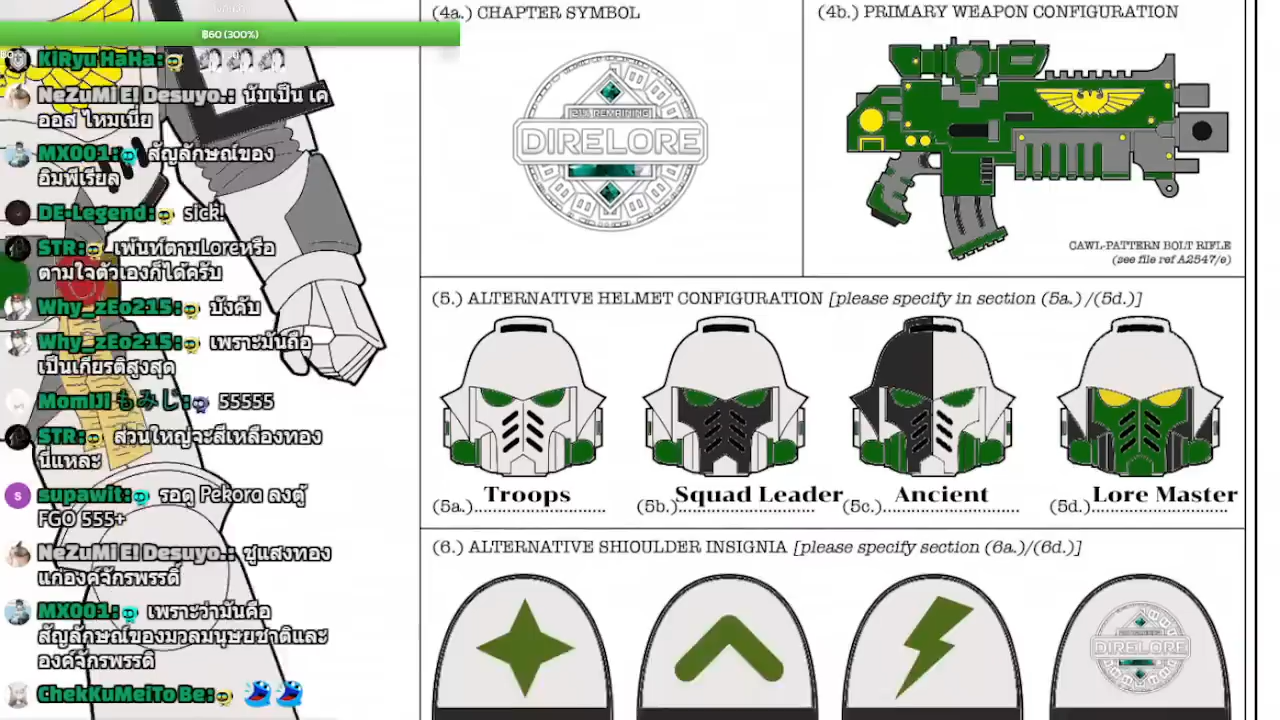 ฿60 (300%)
KiRyu HaHa:
NeZuMi E! Desuyo.: นั่มเป็น เค
ออส ไหมเนี่ย
MX001: สัญลักษณ์ของ
อิมพีเรียล
DE-Legend: sick!
STR: เพ้นท์ตามLoreหรือ
ตามใจตัวเองก็ได้ครับ
Why_zEo215: บังคับ
Why_zEo215: เพราะมันถือ
เป็นเกียรติสูงสุด
MomIJi もみじ: 55555
STR: ส่วนใหญ่จะสีเหลืองทอง
นี่แหละ
supawit: รอดู Pekora ลงตู้
FGO 555+
NeZuMi E! Desuyo.: ชูแสงทอง
แก่องค์จักรพรรดิ์
MX001: เพราะว่ามันคือ
สัญลักษณ์ของมวลมนุษยชาติและ
องค์จักรพรรดิ
ChekKuMeiTo Be:
(4a.) CHAPTER SYMBOL
DIRELORE
(4b.) PRIMARY WEAPON CONFIGURATION
CAWL-PATTERN BOLT RIFLE
(see file ref A2547/e)
(5.) ALTERNATIVE HELMET CONFIGURATION [please specify in section (5a.)/(5d.)]
Troops
(5a.)
Squad Leader
(5b.)
Ancient
(5c.)
Lore Master
(5d.)
(6.) ALTERNATIVE SHIOULDER INSIGNIA [please specify section (6a.)/(6d.)]
DIRELORE